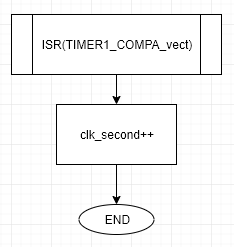 ISR(TIMER1_COMPA_vect)
clk_second++
END